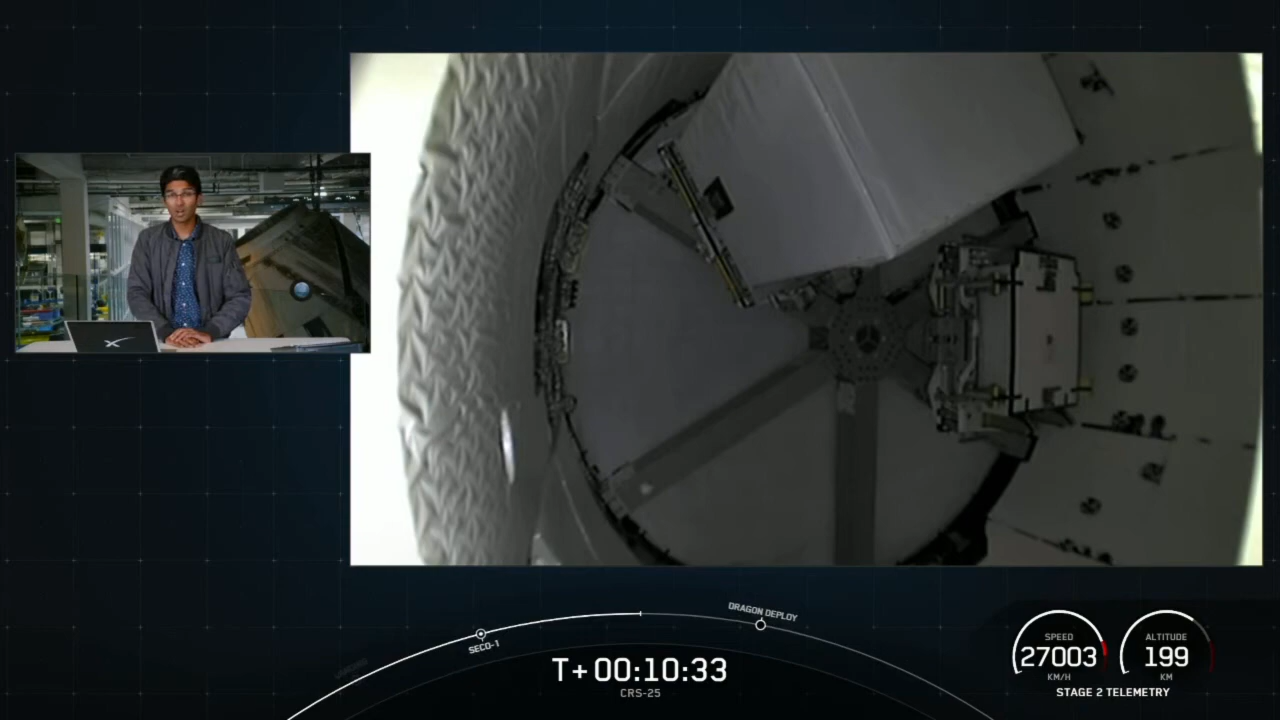 DRAGON DEPLOY
SECO-1
T+00:10:33
CRS-25
SPEED
27003
KM/H
ALTITUDE
199
KM
STAGE 2 TELEMETRY